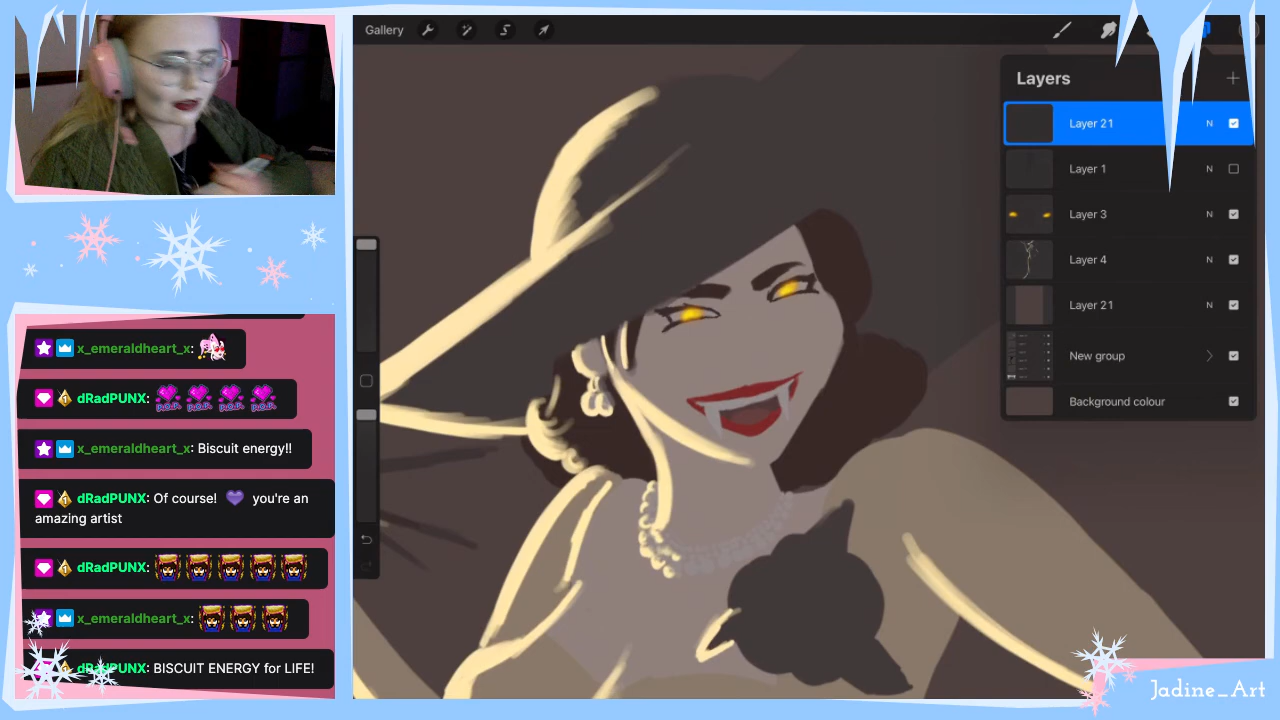 Gallery
Layers
Layer 21
N
Layer 1
N
Layer 3
N
Layer 4
N
Layer 21
N
New group
Background colour
x_emeraldheart_x:
dRadPUNX:
x_emeraldheart_x: Biscuit energy!!
dRadPUNX: Of course! you're an
amazing artist
dRadPUNX:
x_emeraldheart_x:
dRadPUNX: BISCUIT ENERGY for LIFE!
Jadine_Art